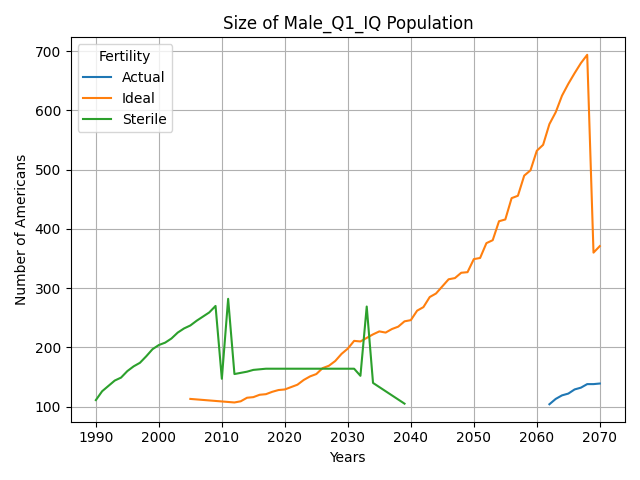 Size of Male_Q1_IQ Population
Fertility
Actual
Ideal
Sterile
Number of Americans
700
600
500
400
300
200
100
1990 2000 2010 2020 2030 2040 2050 2060 2070
Years